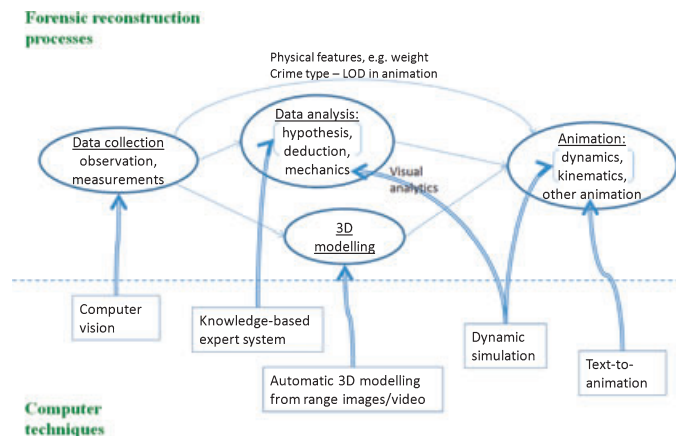 Forensic reconstruction
processes
Physical features, e.g. weight
Crime type – LOD in animation
Data collection
observation,
measurements
Data analysis:
hypothesis,
deduction,
mechanics
Visual
analytics
Animation:
dynamics,
kinematics,
other animation
3D
modelling
Computer
vision
Knowledge-based
expert system
Automatic 3D modelling
from range images/video
Dynamic
simulation
Text-to-
animation
Computer
techniques